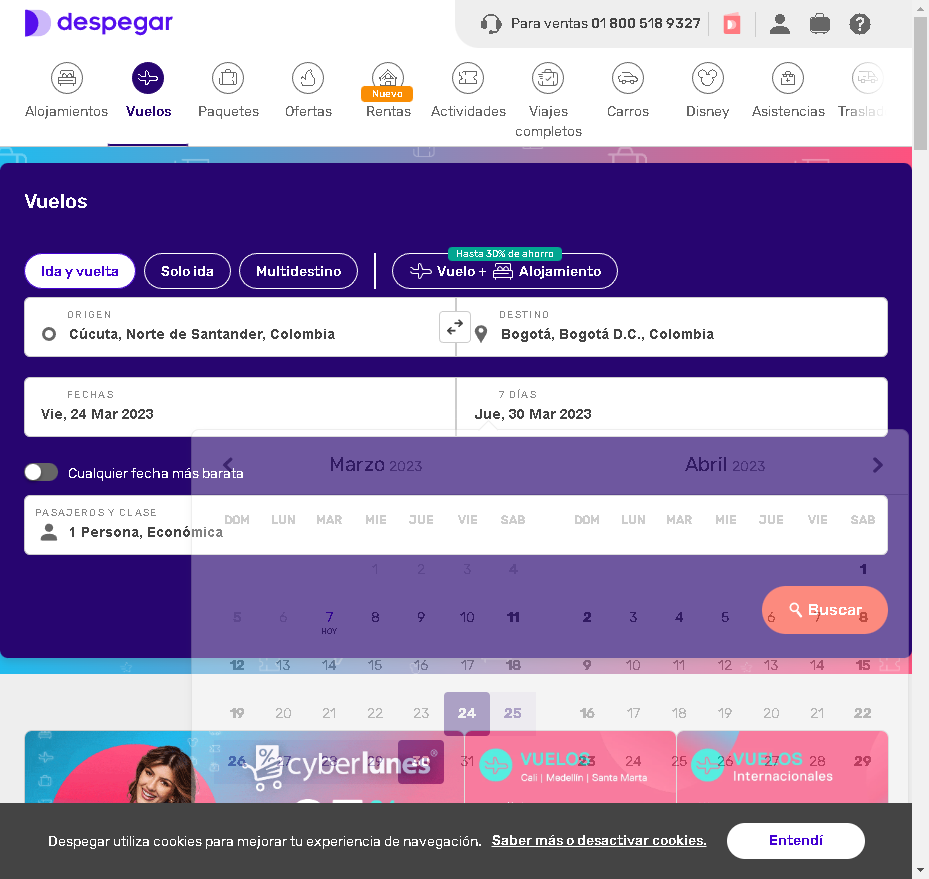 despegar
Para ventas 01 800 518 9327
Alojamientos
Vuelos
Paquetes
Ofertas
Nuevo
Rentas
Actividades
Viajes
completos
Carros
Disney
Asistencias
Traslad
Vuelos
Hasta 30% de ahorro
Ida y vuelta
Solo ida
Multidestino
Vuelo + Alojamiento
ORIGEN
Cúcuta, Norte de Santander, Colombia
DESTINO
Bogotá, Bogotá D.C., Colombia
FECHAS
Vie, 24 Mar 2023
7 DÍAS
Jue, 30 Mar 2023
Cualquier fecha más barata
Marzo 2023
Abril 2023
PASAJEROS Y CLASE
1 Persona, Económica
DOM LUN MAR MIE JUE VIE SAB
DOM LUN MAR MIE JUE VIE SAB
1 2 3 4
1
5 6 7 8 9 10 11
HOY
2 3 4 5 6 7 8
Buscar
12 13 14 15 16 17 18
9 10 11 12 13 14 15
19 20 21 22 23 24 25
16 17 18 19 20 21 22
26 27 28 29 30 31
23 24 25 26 27 28 29
% cyberlunes®
VUELOS
Cali | Medellín | Santa Marta
VUELOS
Internacionales
Despegar utiliza cookies para mejorar tu experiencia de navegación. Saber más o desactivar cookies.
Entendí